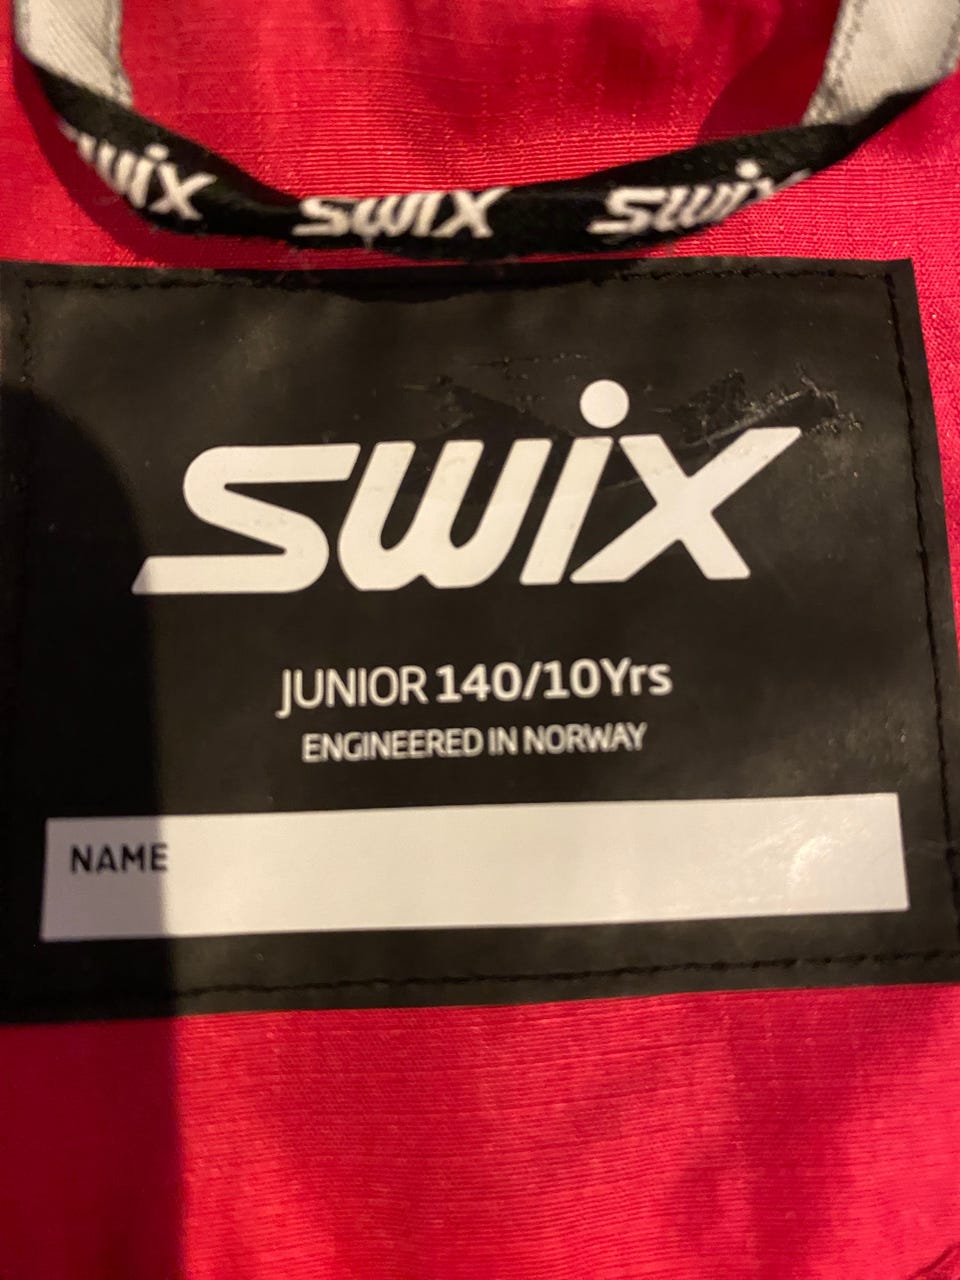 swix swix swix
swix
JUNIOR 140/10Yrs
ENGINEERED IN NORWAY
NAME